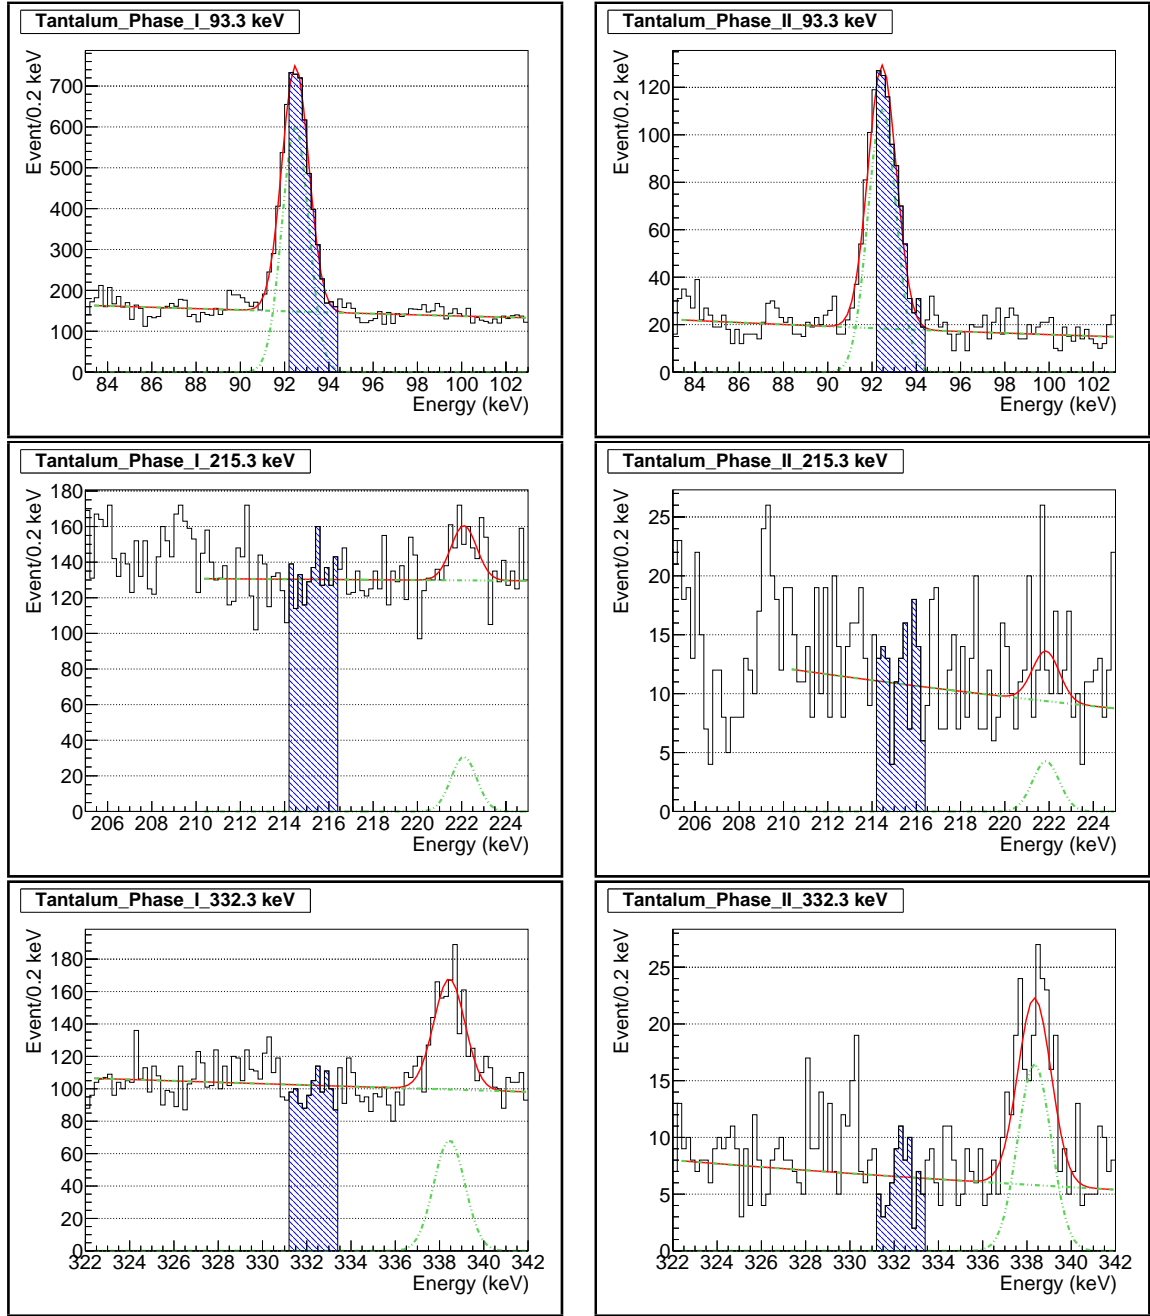 Tantalum_Phase_I_93.3 keV
Event/0.2 keV
700
600
500
400
300
200
100
0
84 86 88 90 92 94 96 98 100 102
Energy (keV)
Tantalum_Phase_II_93.3 keV
Event/0.2 keV
120
100
80
60
40
20
0
84 86 88 90 92 94 96 98 100 102
Energy (keV)
Tantalum_Phase_I_215.3 keV
Event/0.2 keV
180
160
140
120
100
80
60
40
20
0
206 208 210 212 214 216 218 220 222 224
Energy (keV)
Tantalum_Phase_II_215.3 keV
Event/0.2 keV
25
20
15
10
5
0
206 208 210 212 214 216 218 220 222 224
Energy (keV)
Tantalum_Phase_I_332.3 keV
Event/0.2 keV
180
160
140
120
100
80
60
40
20
0
322 324 326 328 330 332 334 336 338 340 342
Energy (keV)
Tantalum_Phase_II_332.3 keV
Event/0.2 keV
25
20
15
10
5
0
322 324 326 328 330 332 334 336 338 340 342
Energy (keV)